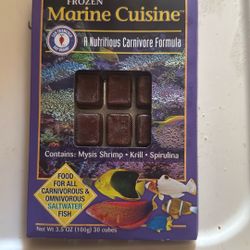 FROZEN
Marine Cuisine™
A Nutritious Carnivore Formula
Contains: Mysis Shrimp • Krill • Spirulina
FOOD
FOR ALL
CARNIVOROUS &
OMNIVOROUS
SALTWATER
FISH
Net Wt 3.5 OZ (100g) 30 cubes